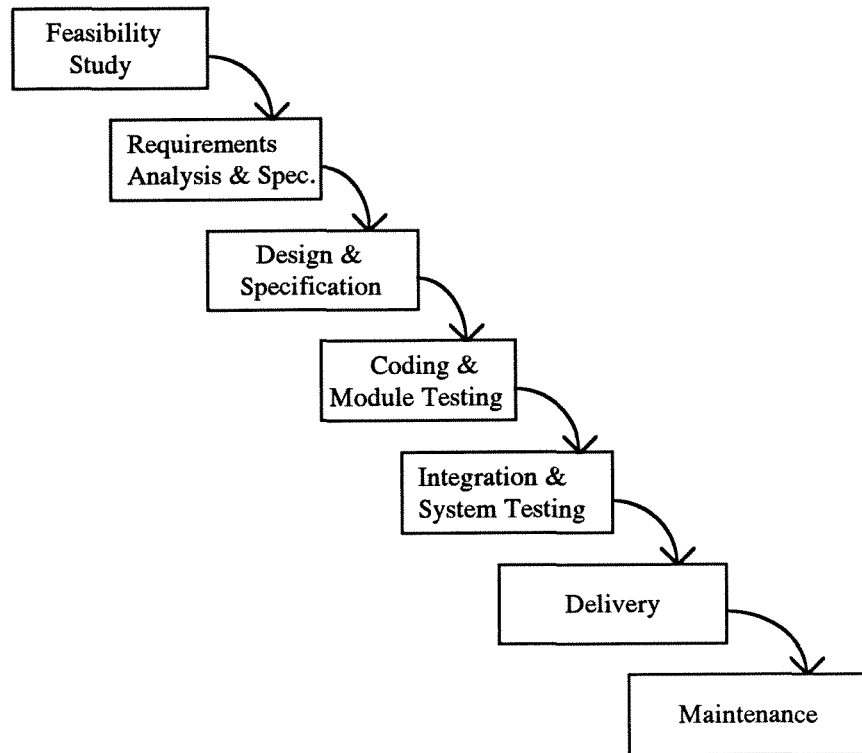 Feasibility
Study
Requirements
Analysis & Spec.
Design &
Specification
Coding &
Module Testing
Integration &
System Testing
Delivery
Maintenance